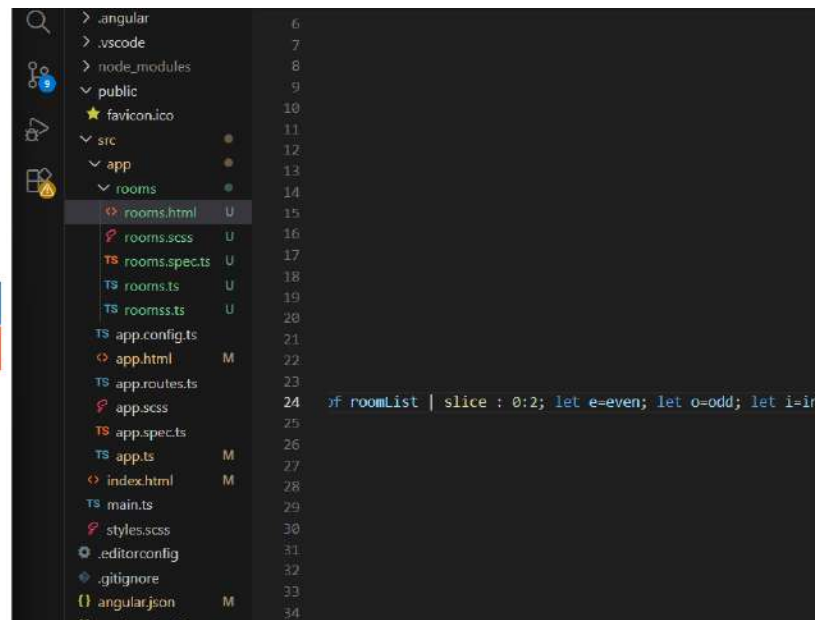 .angular
.vscode
node_modules
9
public
favicon.ico
src
app
rooms
rooms.html U
rooms.scss U
rooms.spec.ts U
rooms.ts U
roomss.ts U
app.config.ts
app.html M
app.routes.ts
app.scss
app.spec.ts
app.ts M
index.html M
main.ts
styles.scss
.editorconfig
.gitignore
angular.json M
6
7
8
9
10
11
12
13
14
15
16
17
18
19
20
21
22
23
24 of roomList | slice : 0:2; let e=even; let o=odd; let i=in
25
26
27
28
29
30
31
32
33
34